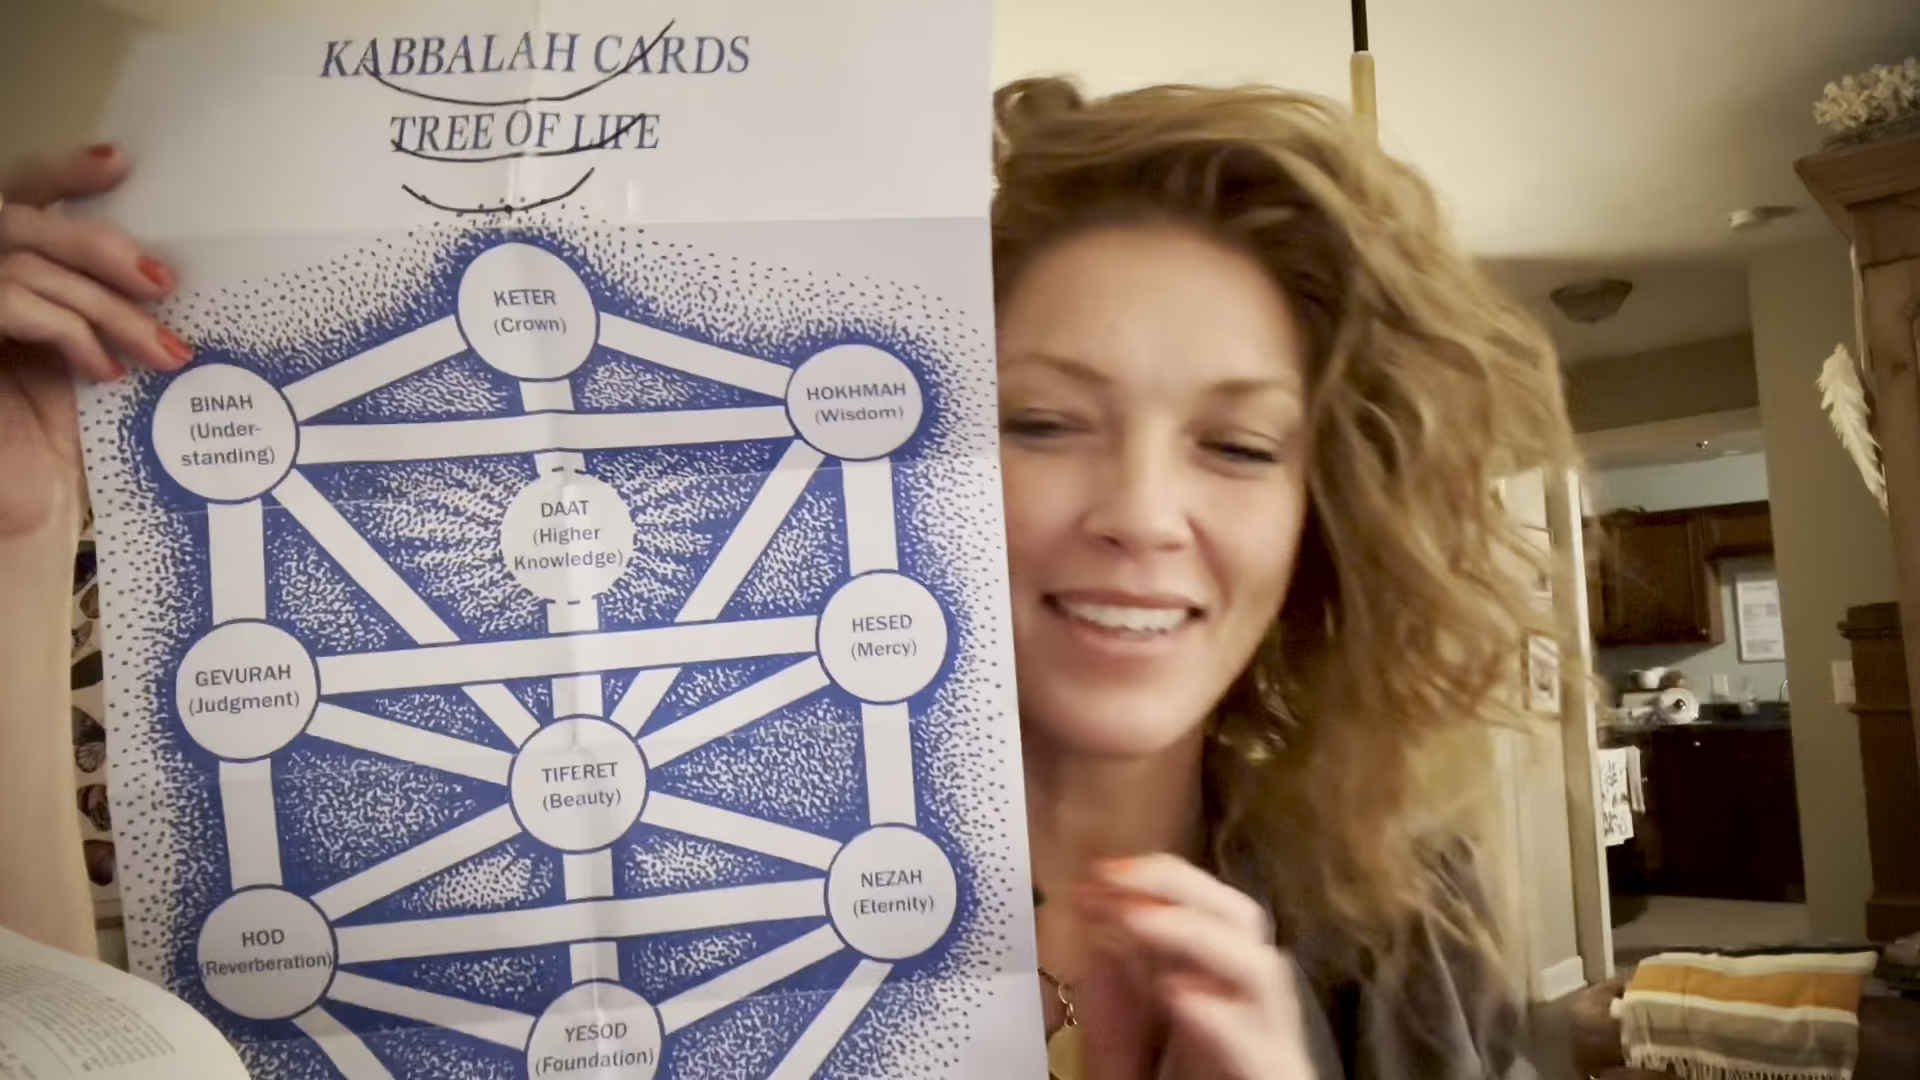 KABBALAH CARDS
TREE OF LIFE
KETER
(Crown)
BINAH
(Under-
standing)
HOKHMAH
(Wisdom)
DAAT
(Higher
Knowledge)
GEVURAH
(Judgment)
HESED
(Mercy)
TIFERET
(Beauty)
HOD
(Reverberation)
NEZAH
(Eternity)
YESOD
(Foundation)